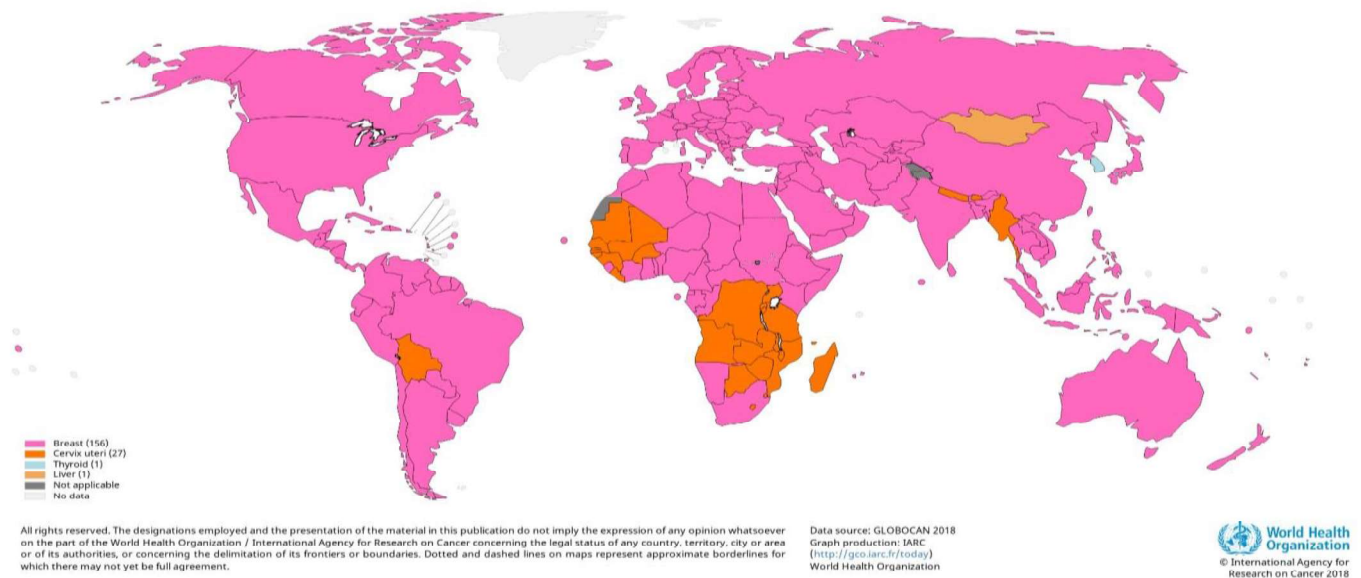 Breast (156)
Cervix uteri (27)
Thyroid (1)
Liver (1)
Not applicable
No data
All rights reserved. The designations employed and the presentation of the material in this publication do not imply the expression of any opinion whatsoever
on the part of the World Health Organization / International Agency for Research on Cancer concerning the legal status of any country, territory, city or area
or of its authorities, or concerning the delimitation of its frontiers or boundaries. Dotted and dashed lines on maps represent approximate borderlines for
which there may not yet be full agreement.
Data source: GLOBOCAN 2018
Graph production: IARC
(http://gco.iarc.fr/today)
World Health Organization
World Health
Organization
© International Agency for
Research on Cancer 2018